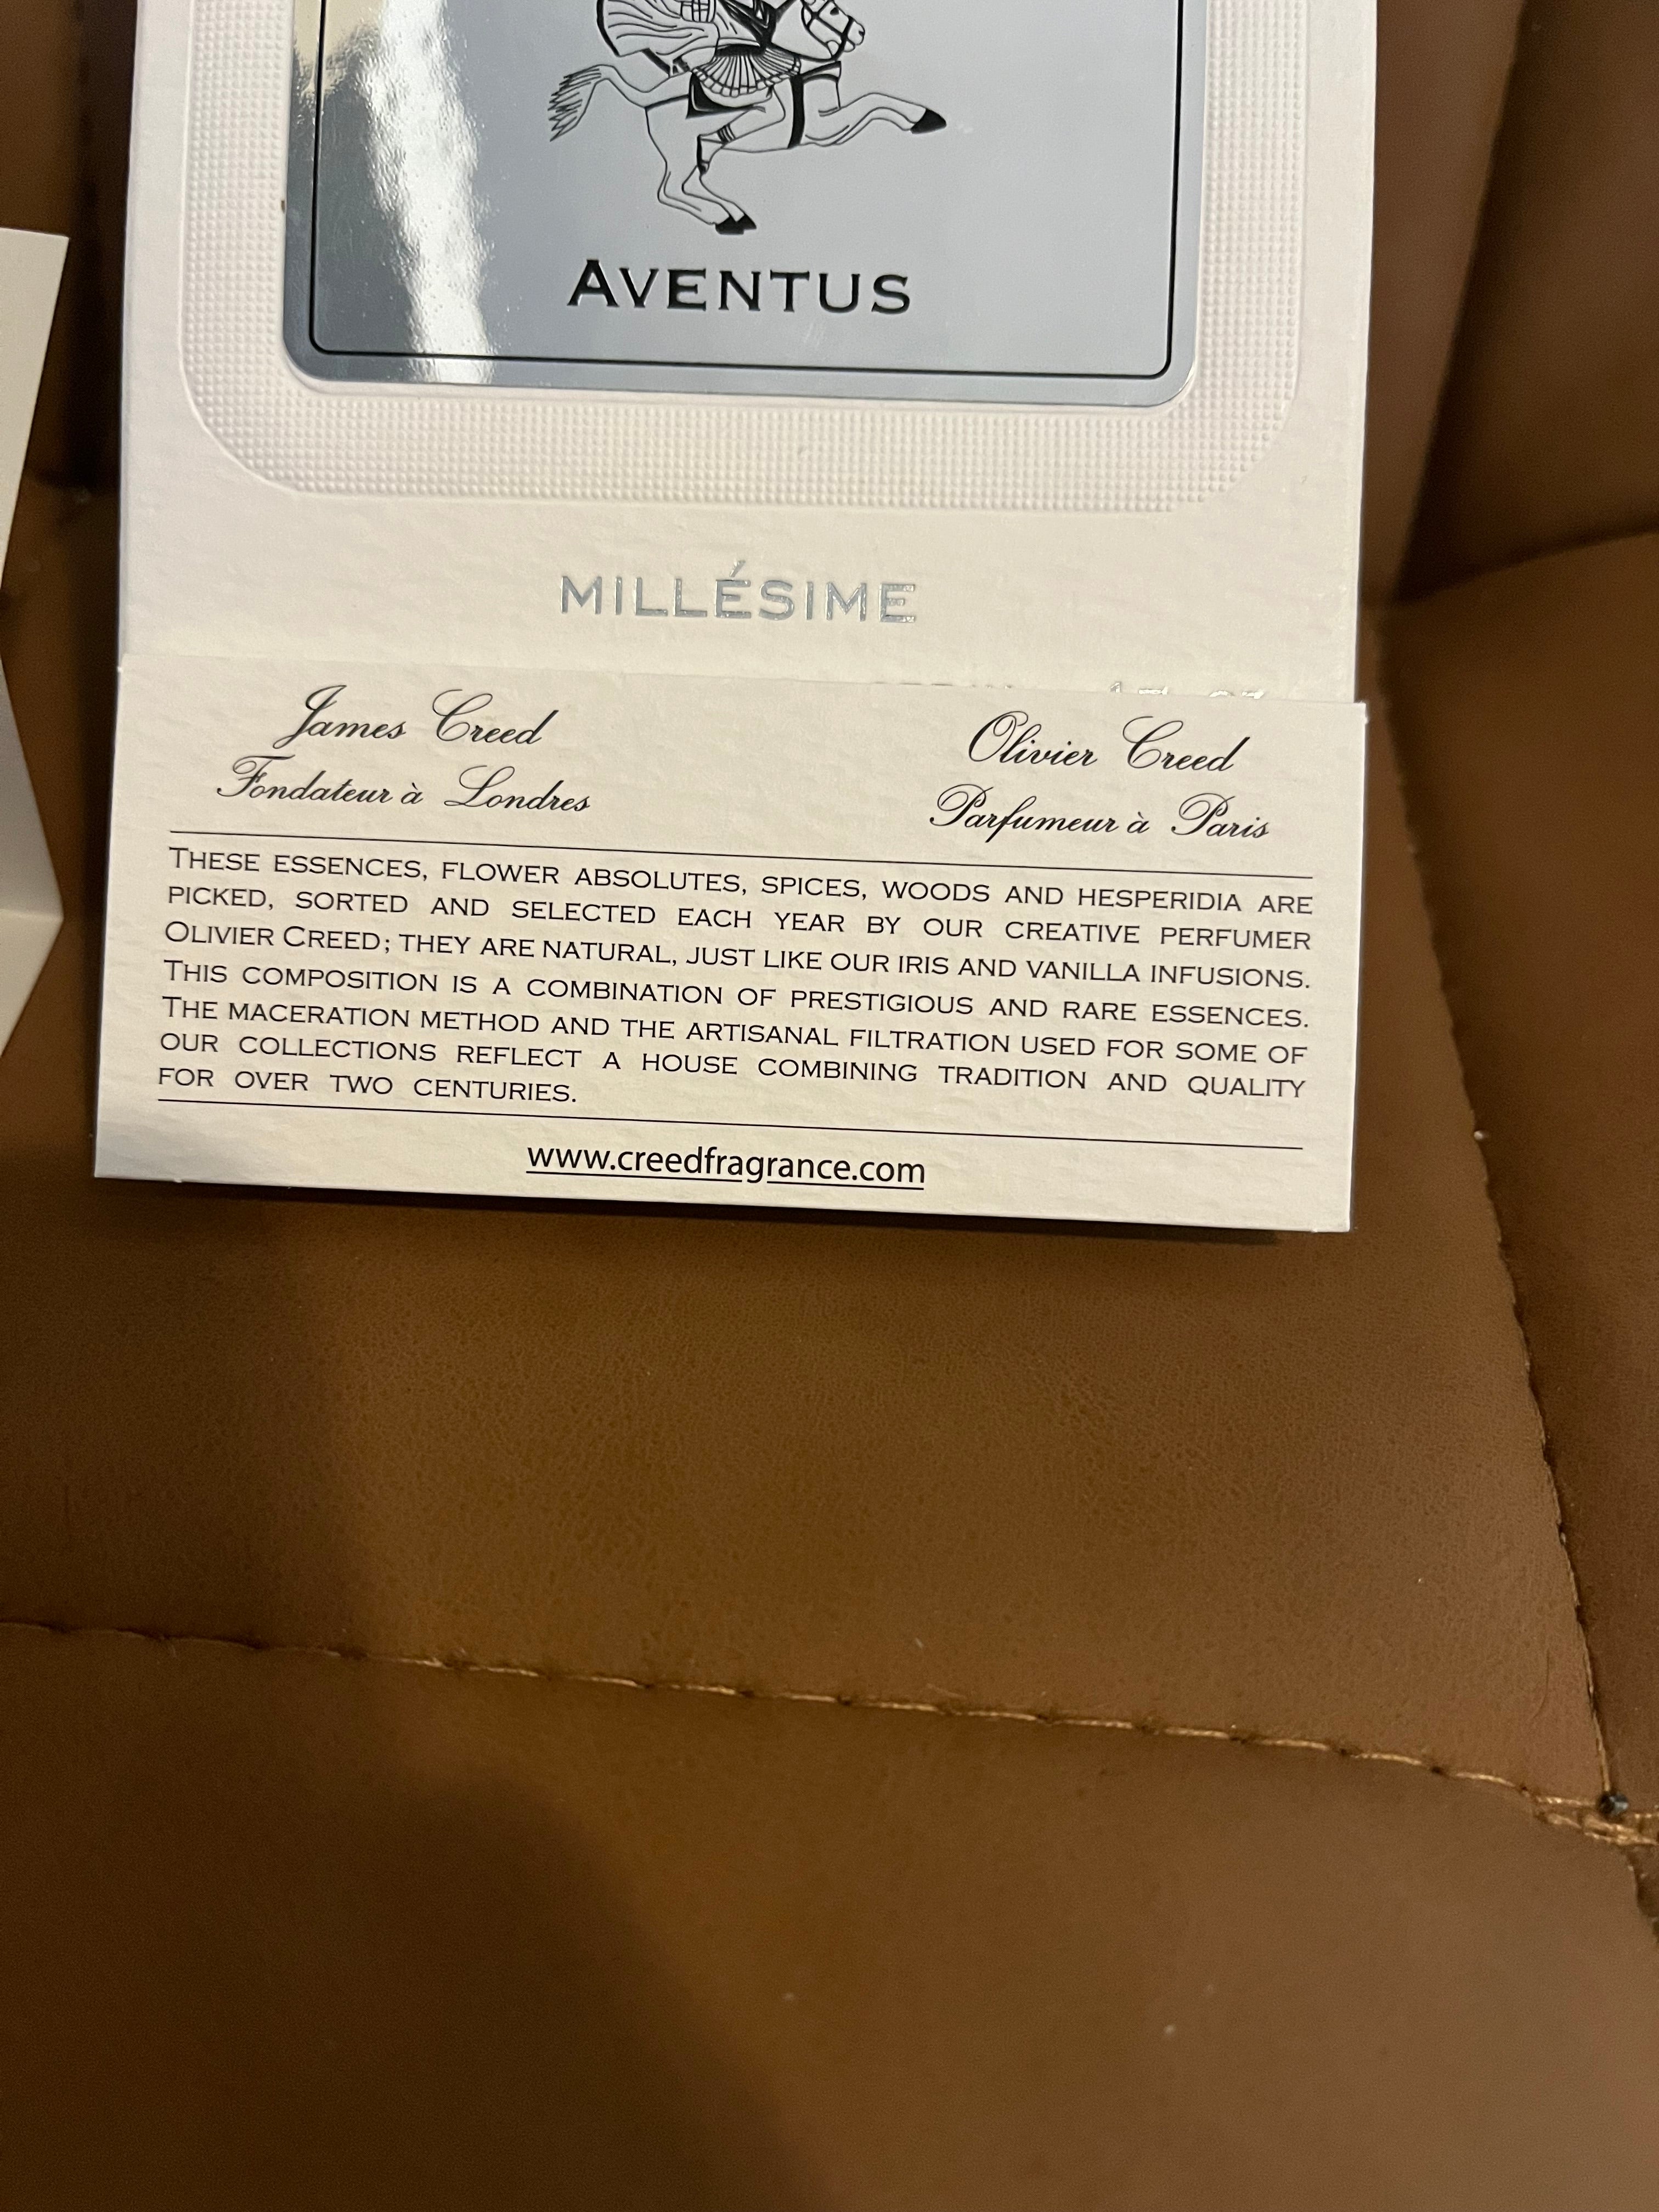 AVENTUS
MILLÉSIME
James Creed
Fondateur à Londres
Olivier Creed
Parfumeur à Paris
THESE ESSENCES, FLOWER ABSOLUTES, SPICES, WOODS AND HESPERIDIA ARE
PICKED, SORTED AND SELECTED EACH YEAR BY OUR CREATIVE PERFUMER
OLIVIER CREED; THEY ARE NATURAL, JUST LIKE OUR IRIS AND VANILLA INFUSIONS.
THIS COMPOSITION IS A COMBINATION OF PRESTIGIOUS AND RARE ESSENCES.
THE MACERATION METHOD AND THE ARTISANAL FILTRATION USED FOR SOME OF
OUR COLLECTIONS REFLECT A HOUSE COMBINING TRADITION AND QUALITY
FOR OVER TWO CENTURIES.
www.creedfragrance.com